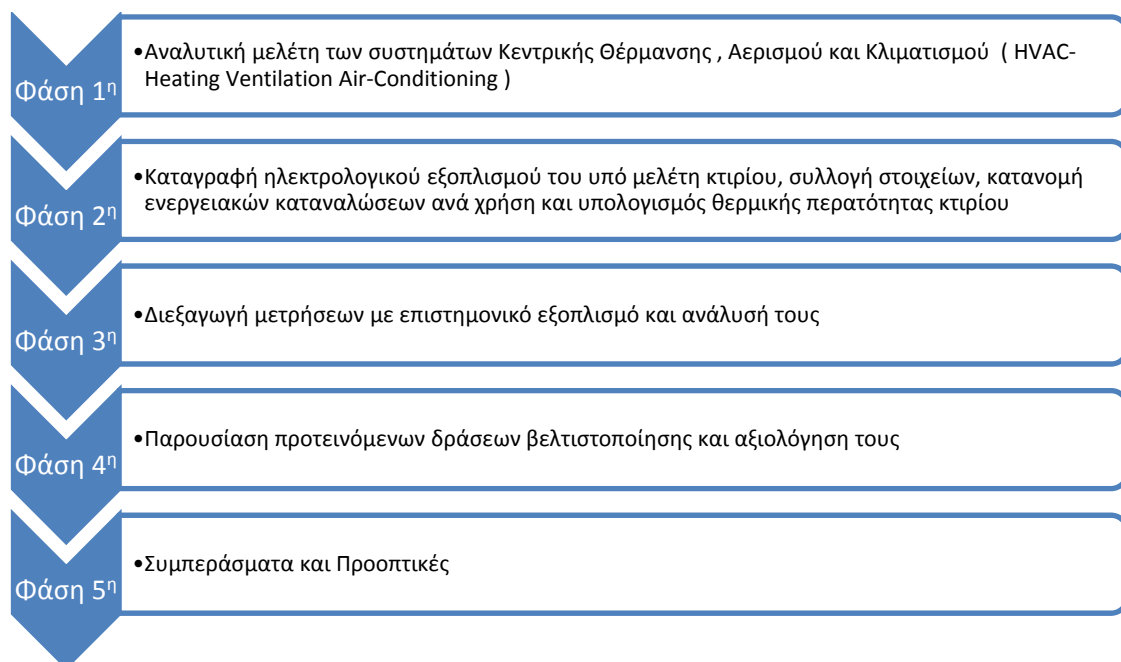 Φάση 1η
•Αναλυτική μελέτη των συστημάτων Κεντρικής Θέρμανσης , Αερισμού και Κλιματισμού ( HVAC-
Heating Ventilation Air-Conditioning )
Φάση 2η
•Καταγραφή ηλεκτρολογικού εξοπλισμού του υπό μελέτη κτιρίου, συλλογή στοιχείων, κατανομή
ενεργειακών καταναλώσεων ανά χρήση και υπολογισμός θερμικής περατότητας κτιρίου
Φάση 3η
•Διεξαγωγή μετρήσεων με επιστημονικό εξοπλισμό και ανάλυσή τους
Φάση 4η
•Παρουσίαση προτεινόμενων δράσεων βελτιστοποίησης και αξιολόγηση τους
Φάση 5η
•Συμπεράσματα και Προοπτικές